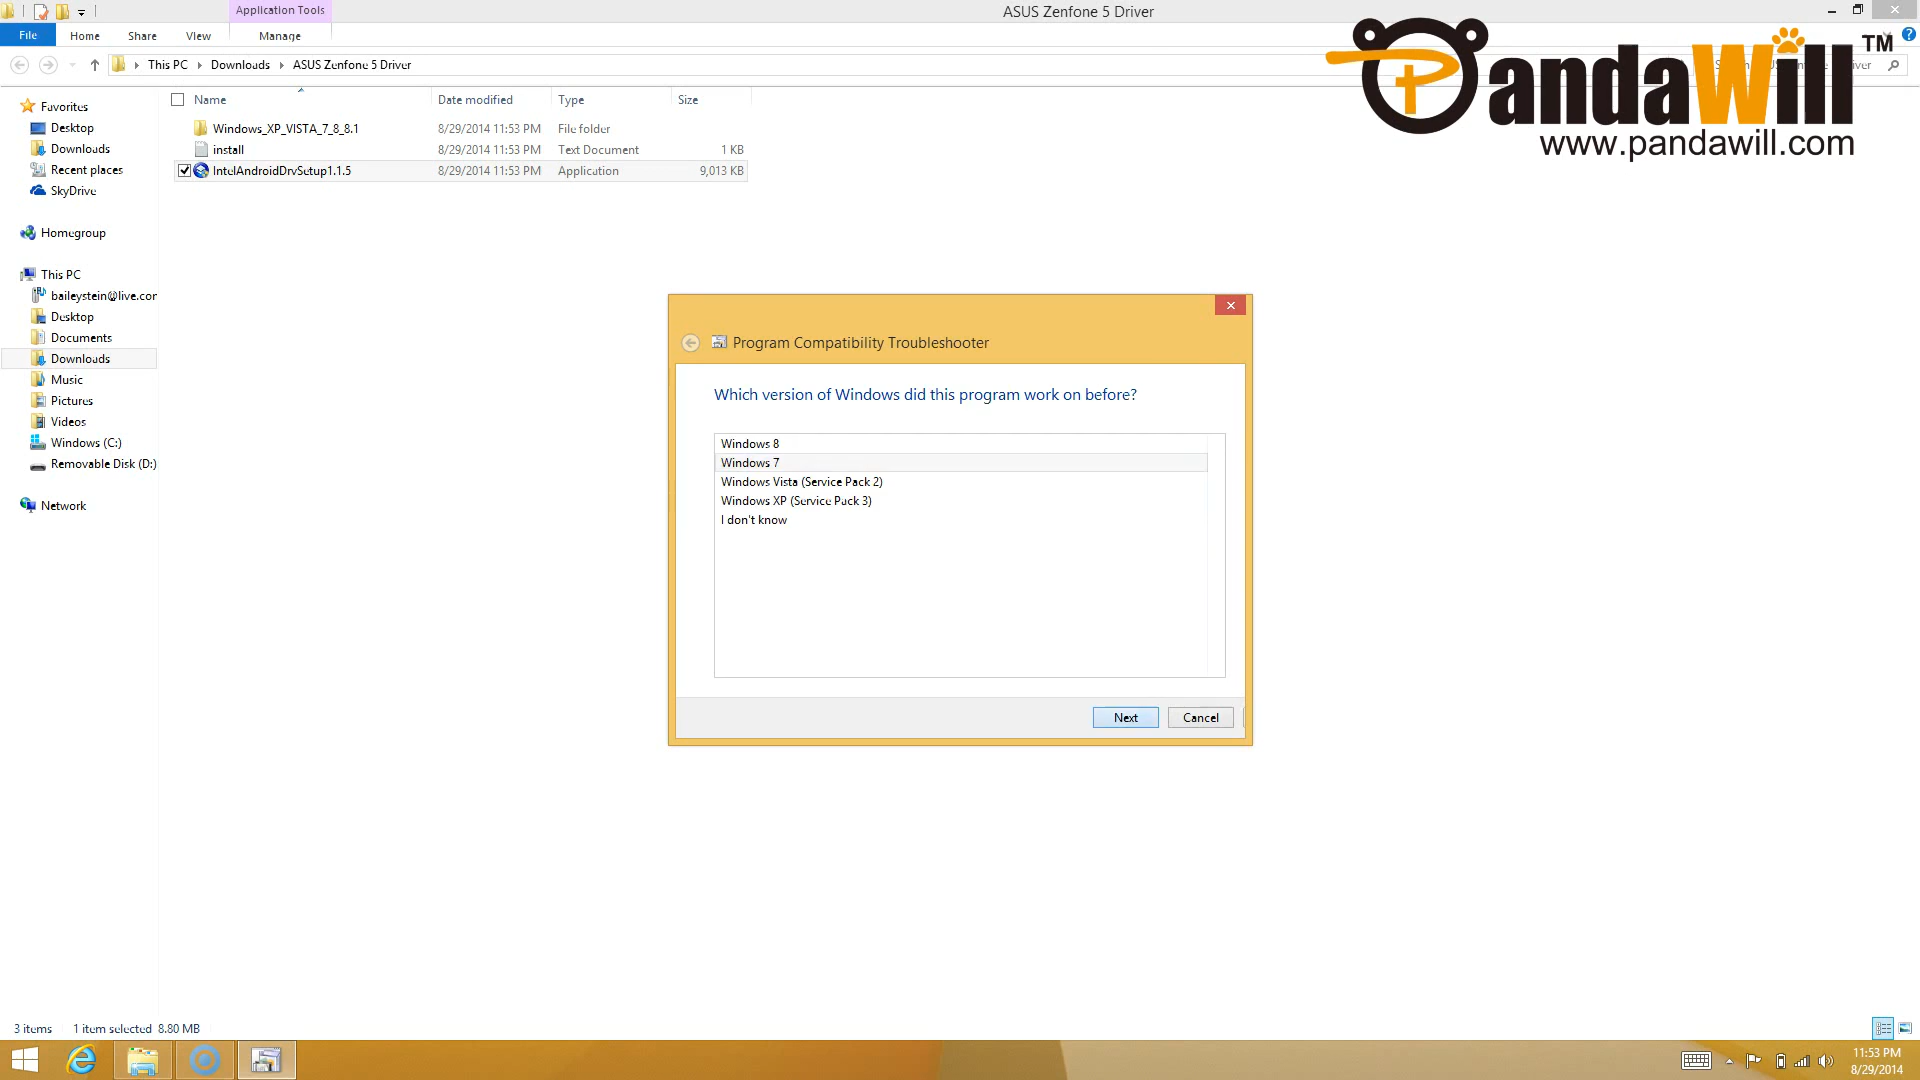 Application Tools
ASUS Zenfone 5 Driver
File
Home
Share
View
Manage
PandaWill TM
www.pandawill.com
This PC
Downloads
ASUS Zenfone 5 Driver
Name
Date modified
Type
Size
Windows_XP_VISTA_7_8_8.1
8/29/2014 11:53 PM
File folder
install
8/29/2014 11:53 PM
Text Document
1 KB
IntelAndroidDrvSetup1.1.5
8/29/2014 11:53 PM
Application
9,013 KB
Favorites
Desktop
Downloads
Recent places
SkyDrive
Homegroup
This PC
baileystein@live.com
Desktop
Documents
Downloads
Music
Pictures
Videos
Windows (C:)
Removable Disk (D:)
Network
Program Compatibility Troubleshooter
Which version of Windows did this program work on before?
Windows 8
Windows 7
Windows Vista (Service Pack 2)
Windows XP (Service Pack 3)
I don't know
Next
Cancel
3 items
1 item selected 8.80 MB
11:53 PM
8/29/2014